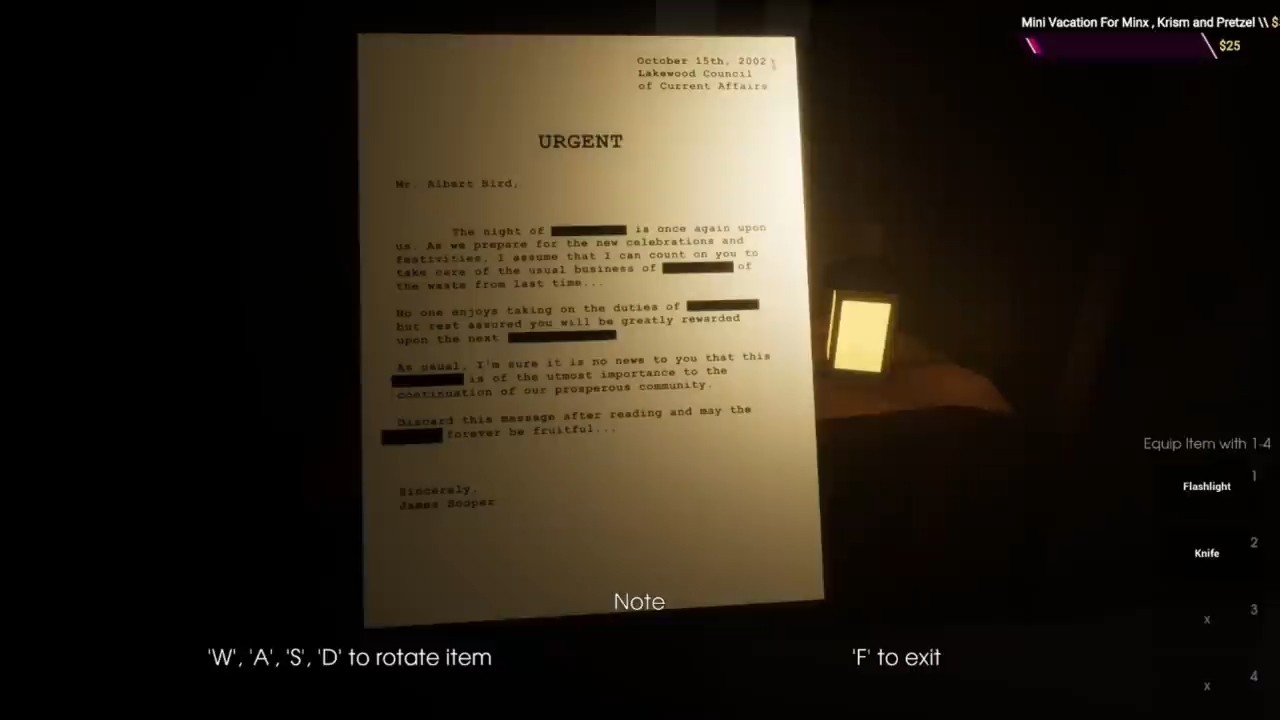 Mini Vacation For Minx , Krism and Pretzel \\ $
$25
October 15th, 2002
Lakewood Council
of Current Affairs
URGENT
Mr. Albert Bird,
The night of is once again upon
us. As we prepare for the new celebrations and
festivities, I assume that I can count on you to
take care of the usual business of of
the waste from last time...
No one enjoys taking on the duties of
but rest assured you will be greatly rewarded
upon the next
As usual, I'm sure it is no news to you that this
is of the utmost importance to the
continuation of our prosperous community.
Discard this message after reading and may the
forever be fruitful...
Sincerely,
James Hooper
Note
'W', 'A', 'S', 'D' to rotate item
'F' to exit
Equip Item with 1-4
1
Flashlight
2
Knife
3
x
4
x